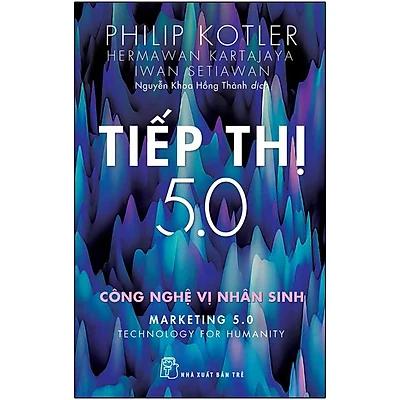 PHILIP KOTLER
HERMAWAN KARTAJAYA
IWAN SETIAWAN
Nguyễn Khoa Hồng Thành dịch
TIẾP THỊ
5.0
CÔNG NGHỆ VỊ NHÂN SINH
MARKETING 5.0
TECHNOLOGY FOR HUMANITY
NHÀ XUẤT BẢN TRẺ